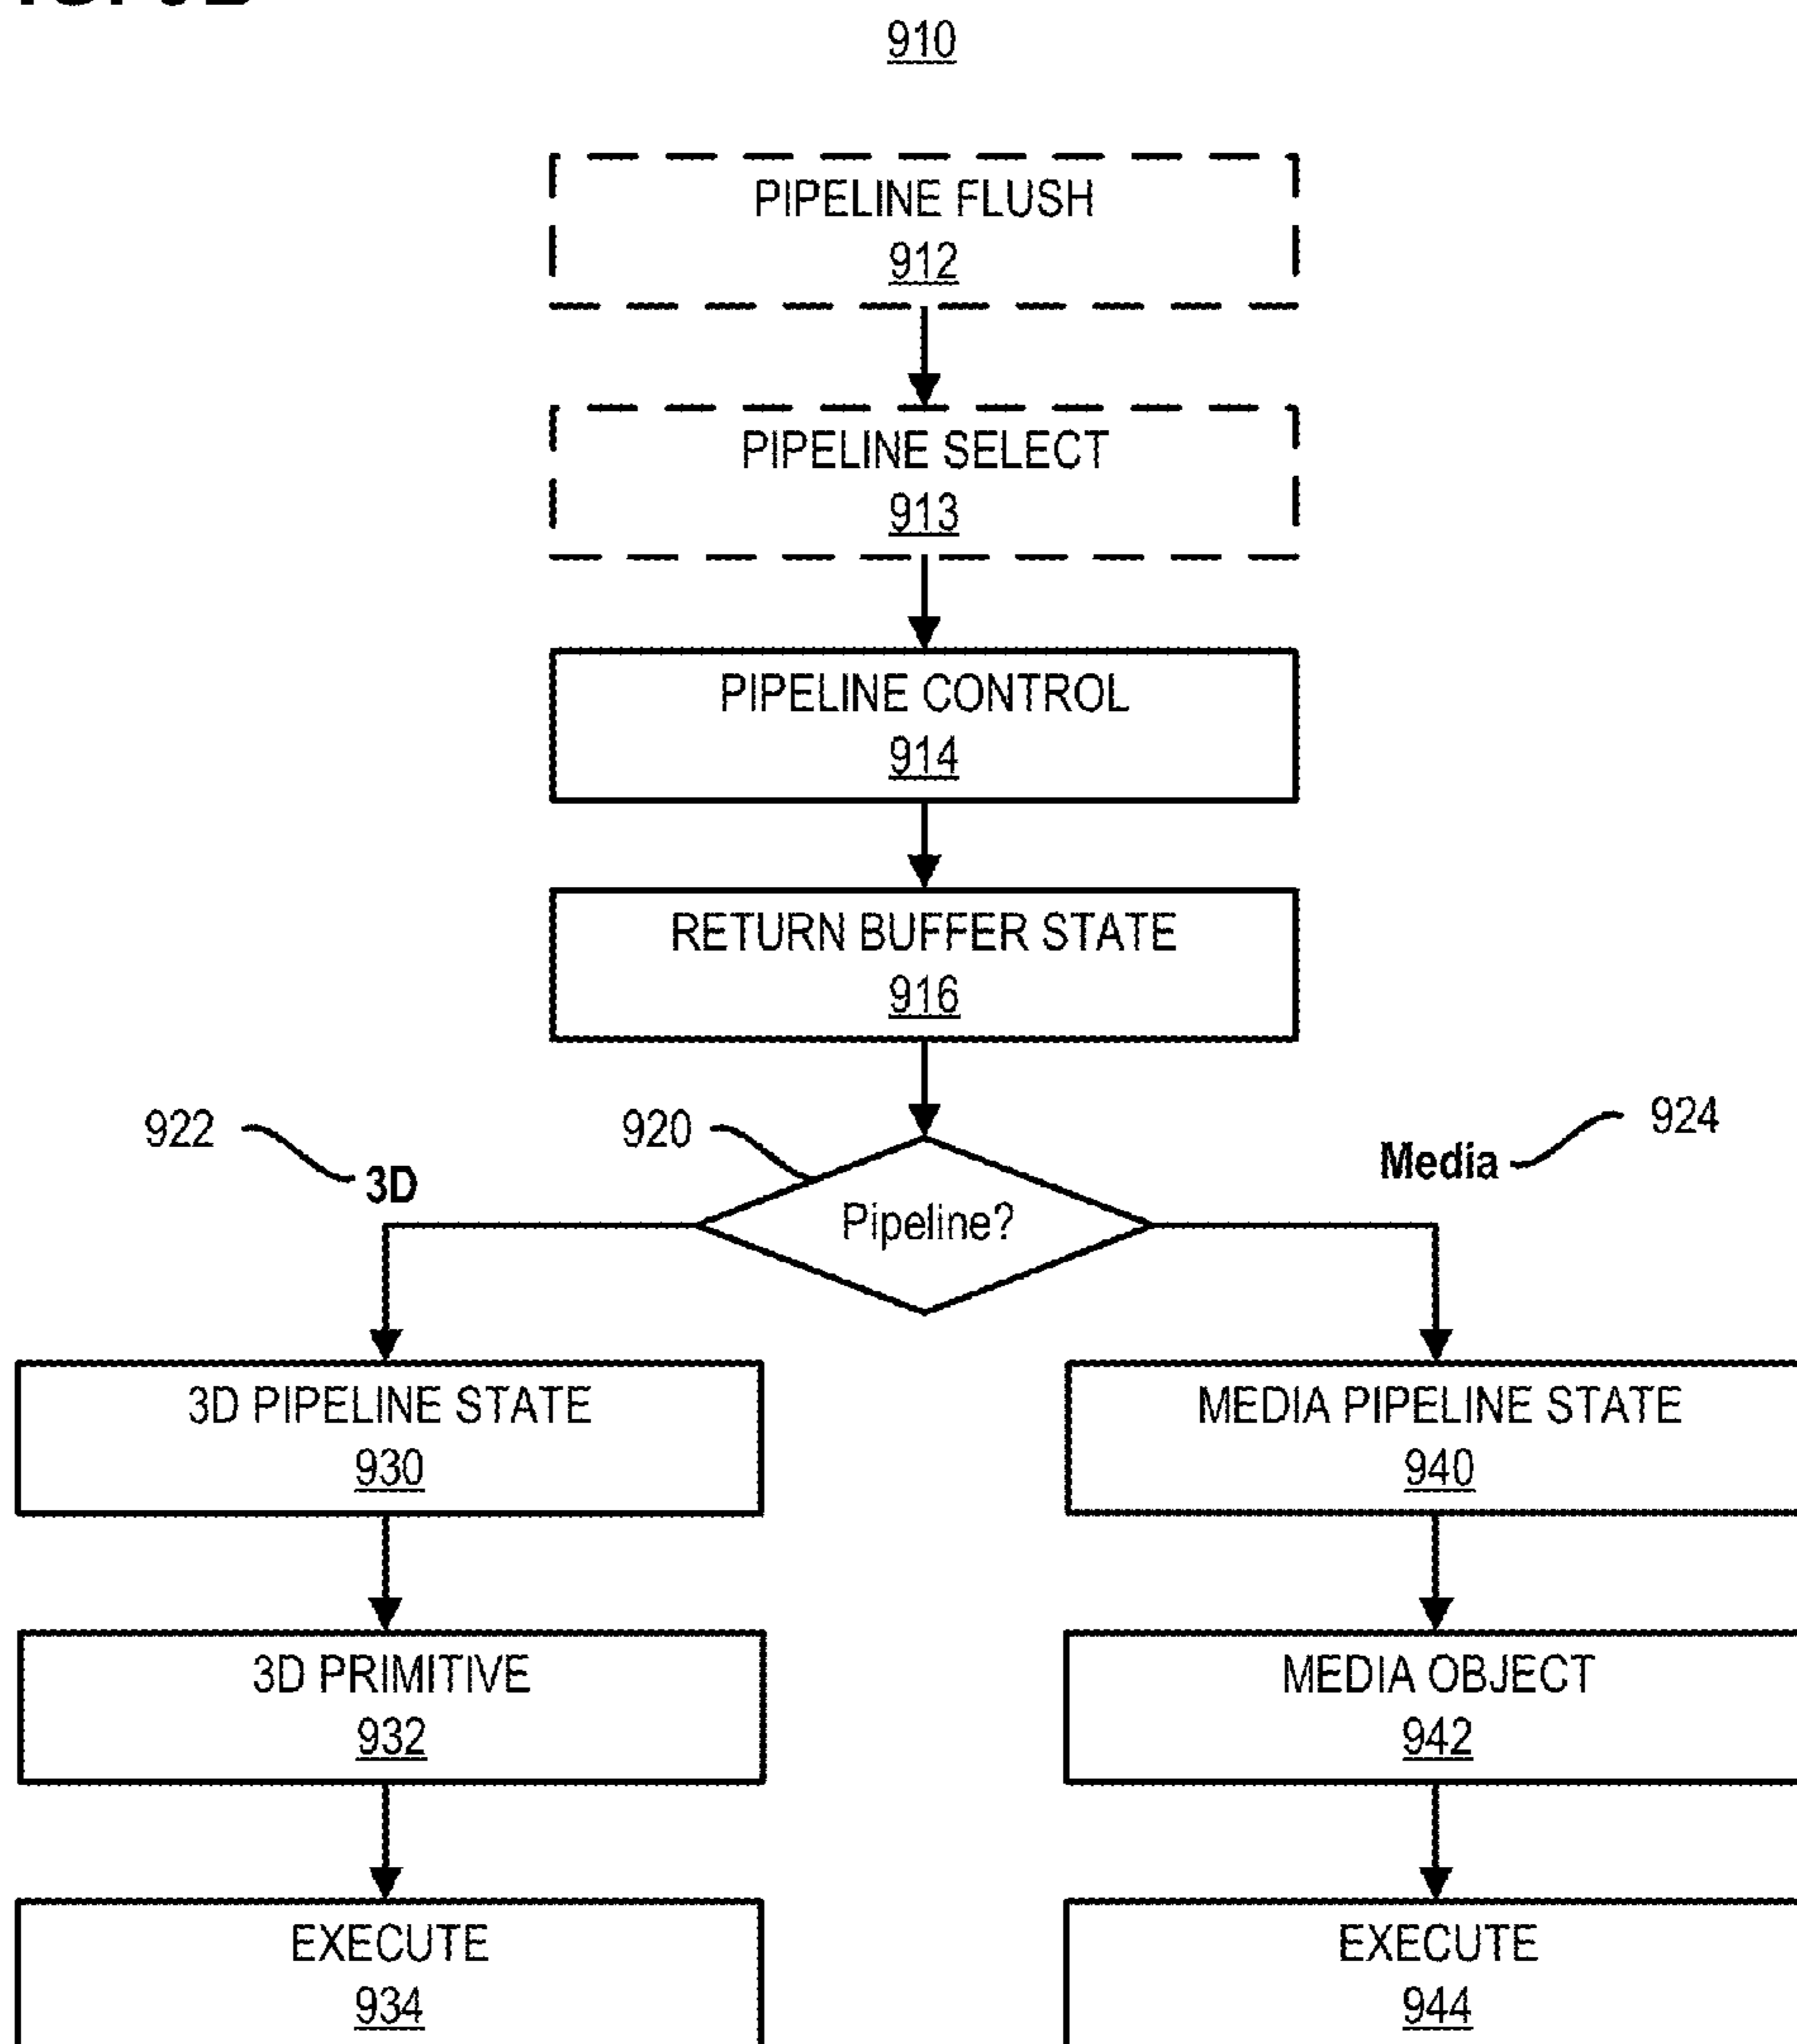 910
PIPELINE FLUSH
912
PIPELINE SELECT
913
PIPELINE CONTROL
914
RETURN BUFFER STATE
916
922
920
924
3D
Media
Pipeline?
3D PIPELINE STATE
930
MEDIA PIPELINE STATE
940
3D PRIMITIVE
932
MEDIA OBJECT
942
EXECUTE
934
EXECUTE
944